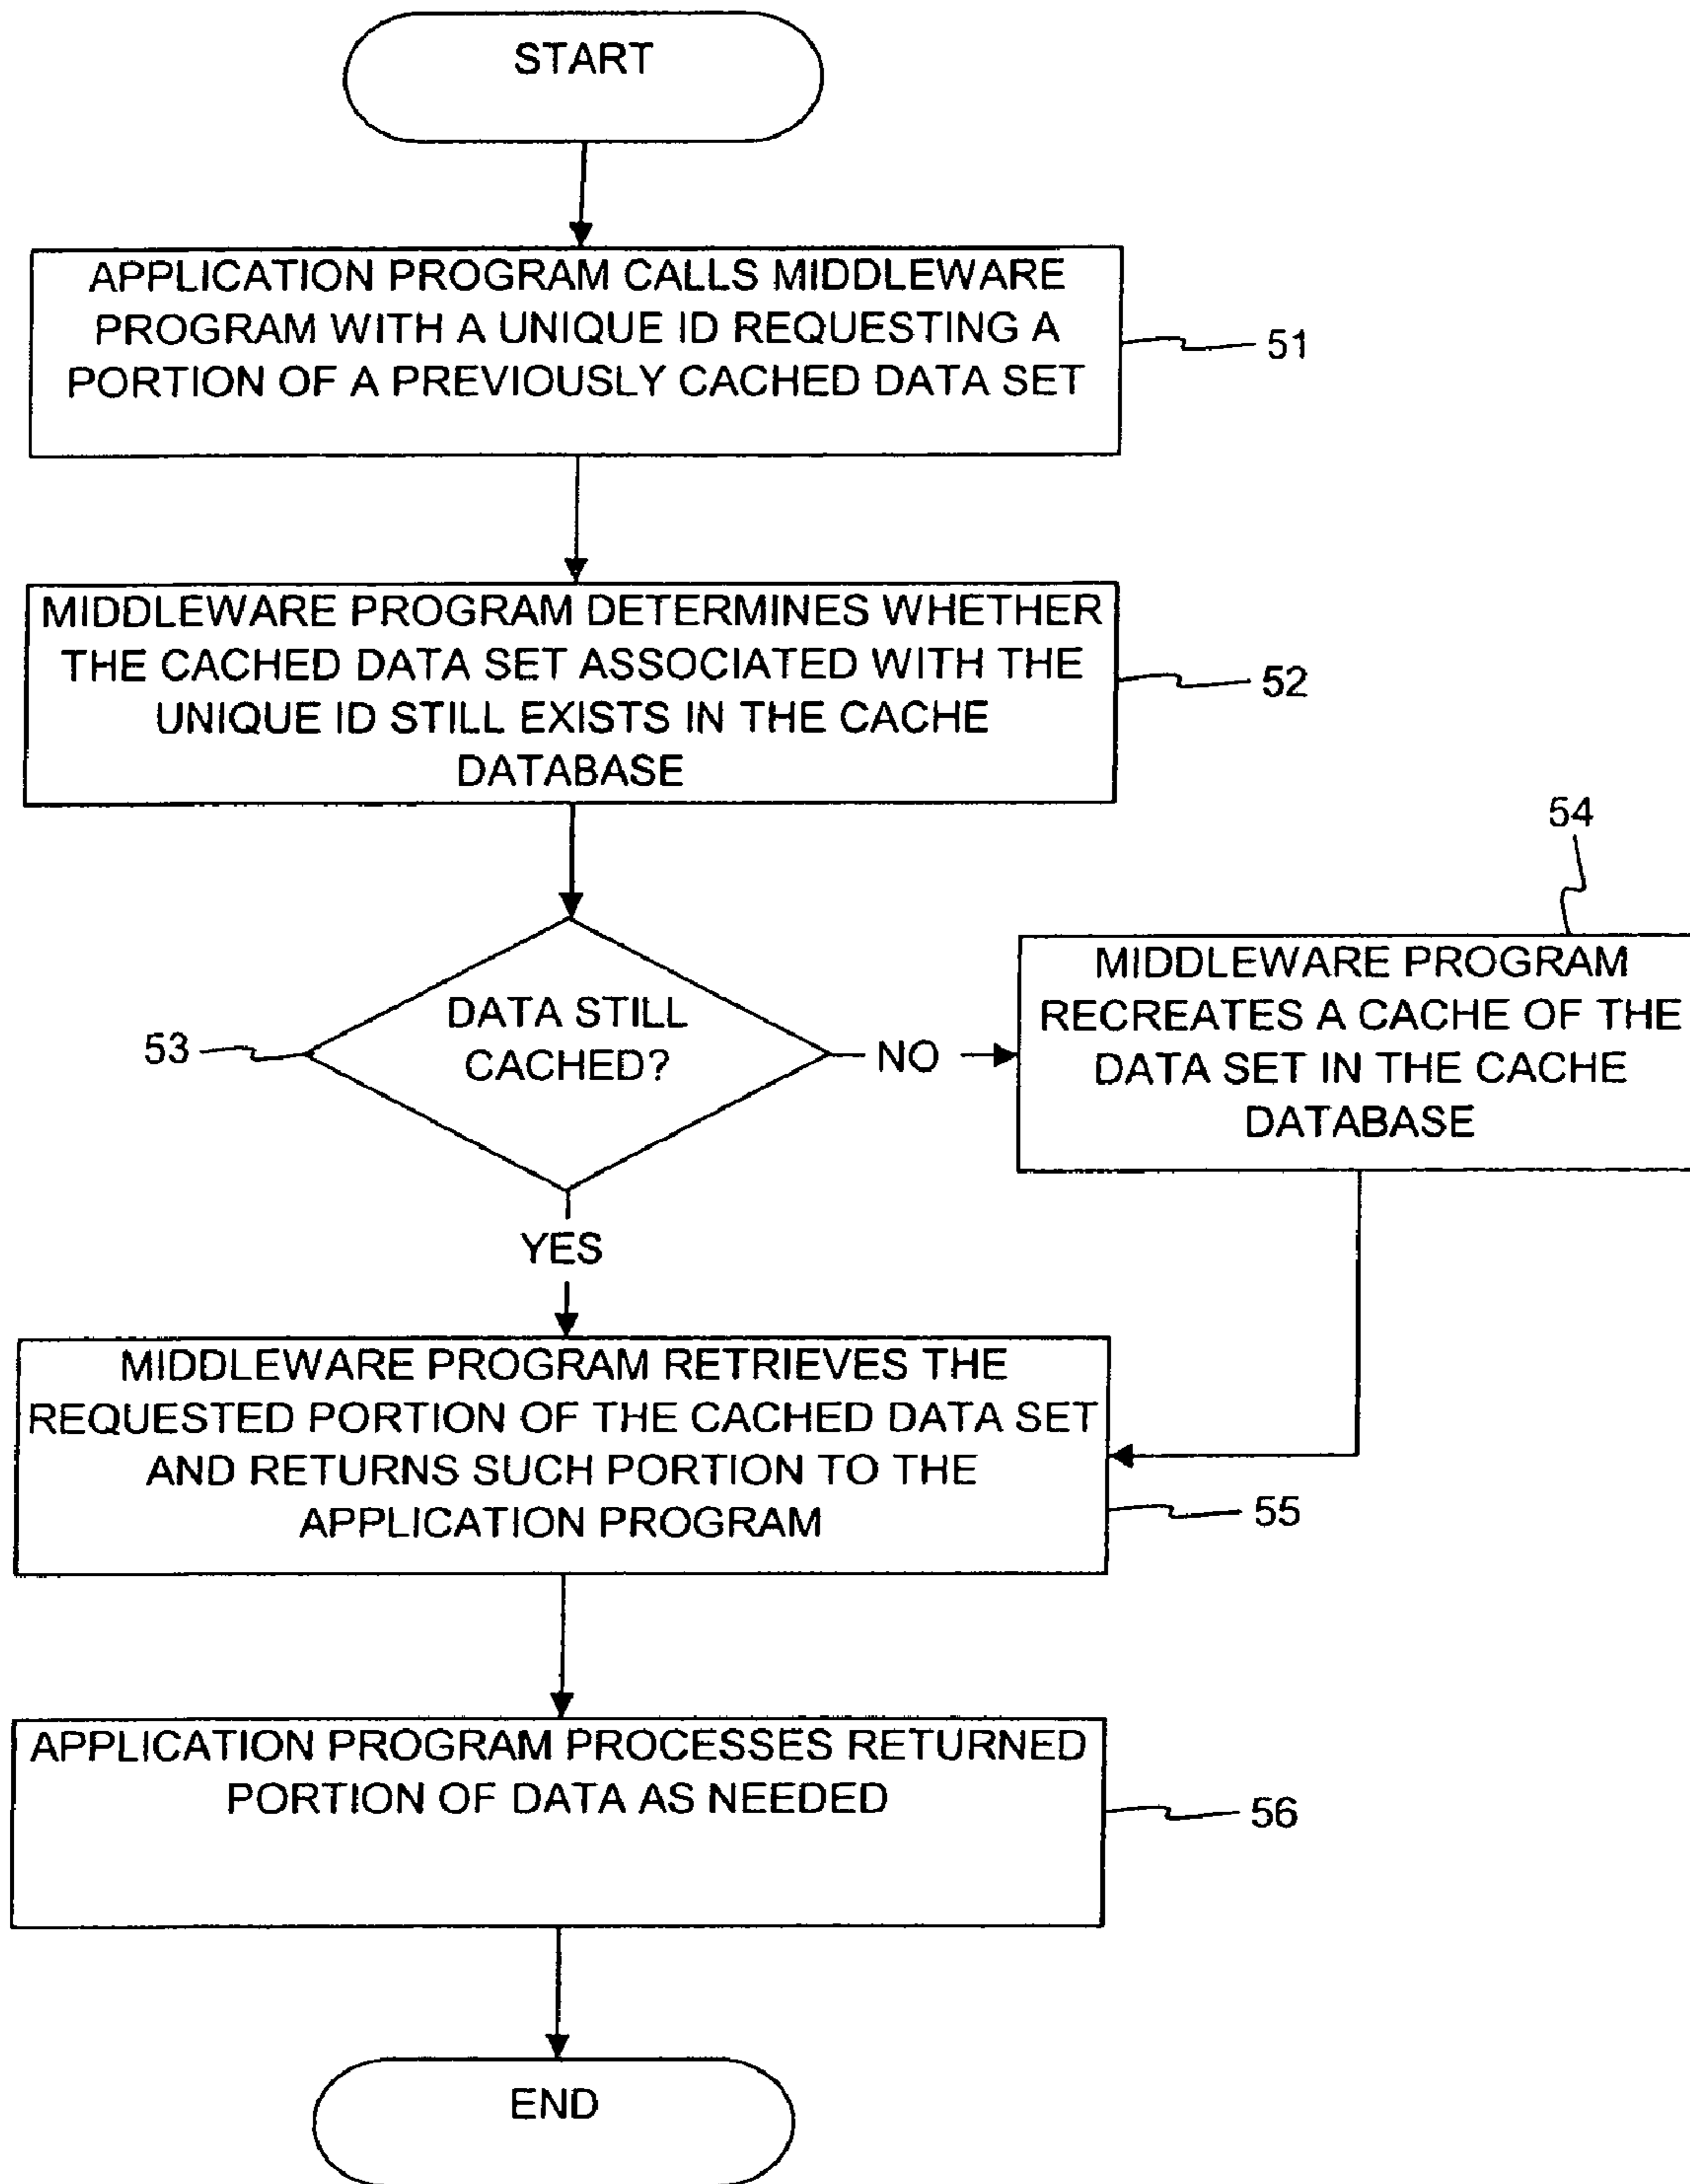 START
APPLICATION PROGRAM CALLS MIDDLEWARE
PROGRAM WITH A UNIQUE ID REQUESTING A
PORTION OF A PREVIOUSLY CACHED DATA SET
51
MIDDLEWARE PROGRAM DETERMINES WHETHER
THE CACHED DATA SET ASSOCIATED WITH THE
UNIQUE ID STILL EXISTS IN THE CACHE
DATABASE
52
53
DATA STILL
CACHED?
NO
54
MIDDLEWARE PROGRAM
RECREATES A CACHE OF THE
DATA SET IN THE CACHE
DATABASE
YES
MIDDLEWARE PROGRAM RETRIEVES THE
REQUESTED PORTION OF THE CACHED DATA SET
AND RETURNS SUCH PORTION TO THE
APPLICATION PROGRAM
55
APPLICATION PROGRAM PROCESSES RETURNED
PORTION OF DATA AS NEEDED
56
END